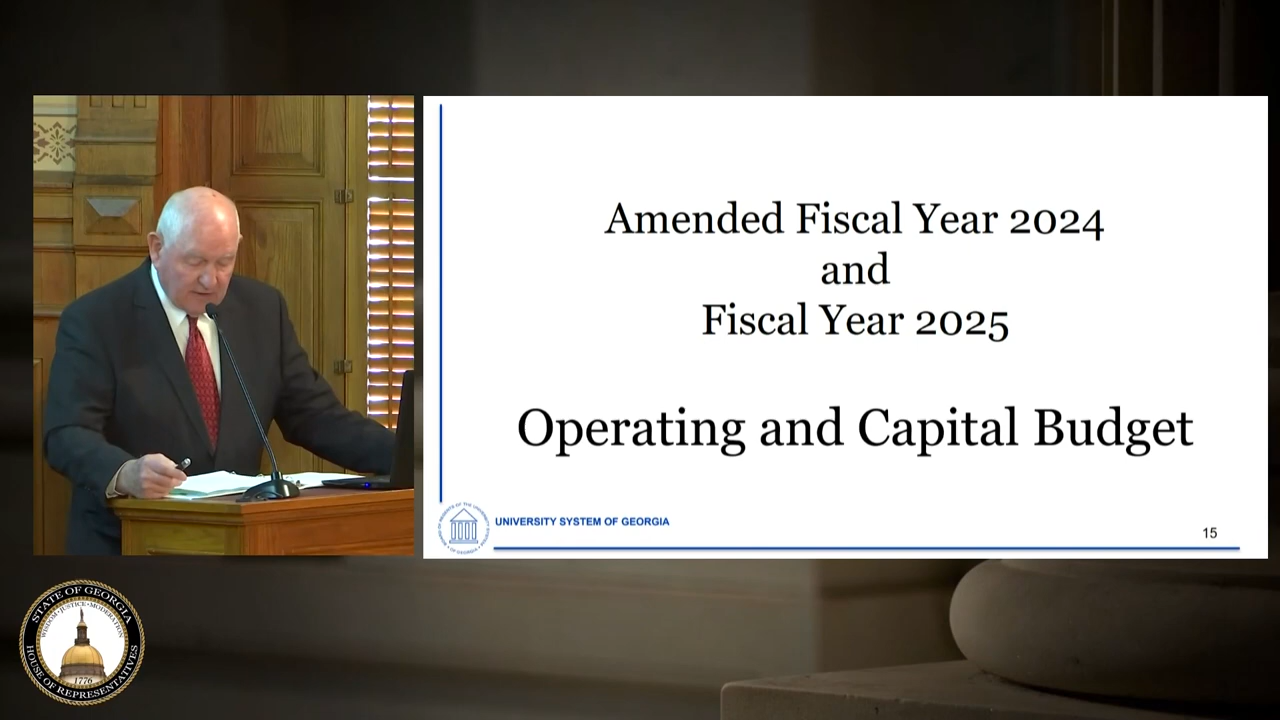 Amended Fiscal Year 2024
and
Fiscal Year 2025
Operating and Capital Budget
UNIVERSITY SYSTEM OF GEORGIA
15
STATE OF GEORGIA
WISDOM • JUSTICE • MODERATION
1776
HOUSE OF REPRESENTATIVES